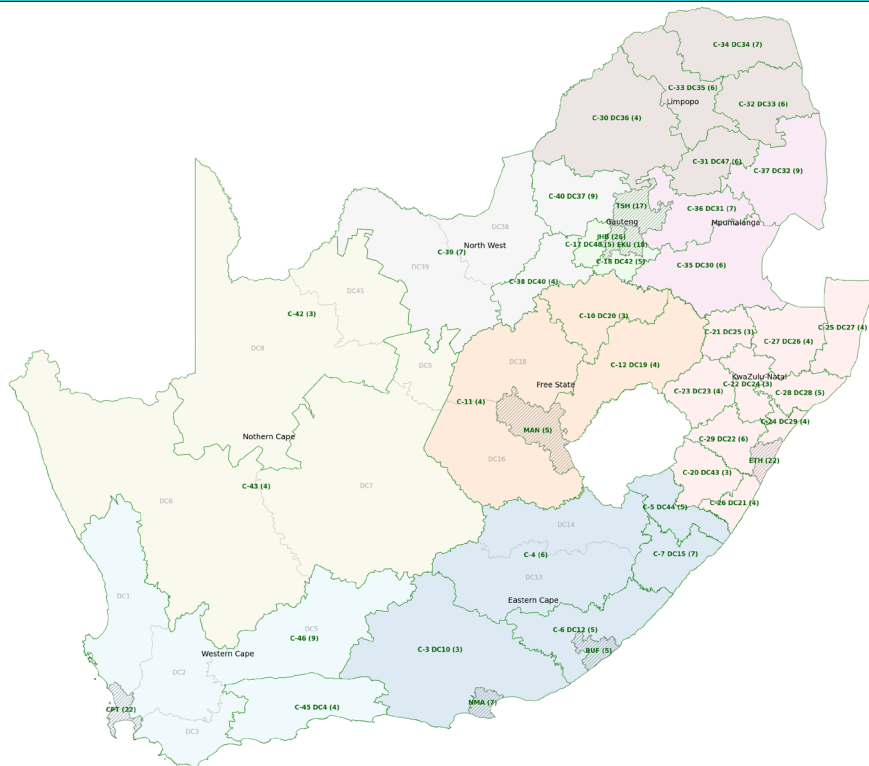 C-34 DC34 (7)
C-33 DC35 (6)
Limpopo
C-32 DC33 (6)
C-30 DC36 (4)
C-31 DC47 (6)
C-37 DC32 (9)
C-40 DC37 (9)
TSH (17)
C-36 DC31 (7)
Gauteng
Mpumalanga
DC38
JHB (26)
North West
C-17 DC48 (5)
EKU (18)
C-39 (7)
C-18 DC42 (5)
C-35 DC30 (6)
DC39
C-38 DC40 (4)
DC45
C-42 (3)
C-10 DC20 (3)
C-25 DC27 (4)
C-21 DC25 (3)
C-27 DC26 (4)
DC8
DC9
DC18
C-12 DC19 (4)
KwaZulu-Natal
Free State
C-22 DC24 (3)
C-23 DC23 (4)
C-28 DC28 (5)
C-11 (4)
C-24 DC29 (4)
MAN (5)
Nothern Cape
C-29 DC22 (6)
DC16
ETH (22)
C-20 DC43 (3)
C-43 (4)
DC7
DC6
C-26 DC21 (4)
C-5 DC44 (5)
DC14
C-4 (6)
C-7 DC15 (7)
DC13
DC1
Eastern Cape
DC5
C-6 DC12 (5)
C-46 (9)
C-3 DC10 (3)
BUF (5)
Western Cape
DC2
NMA (7)
C-45 DC4 (4)
CPT (22)
DC3